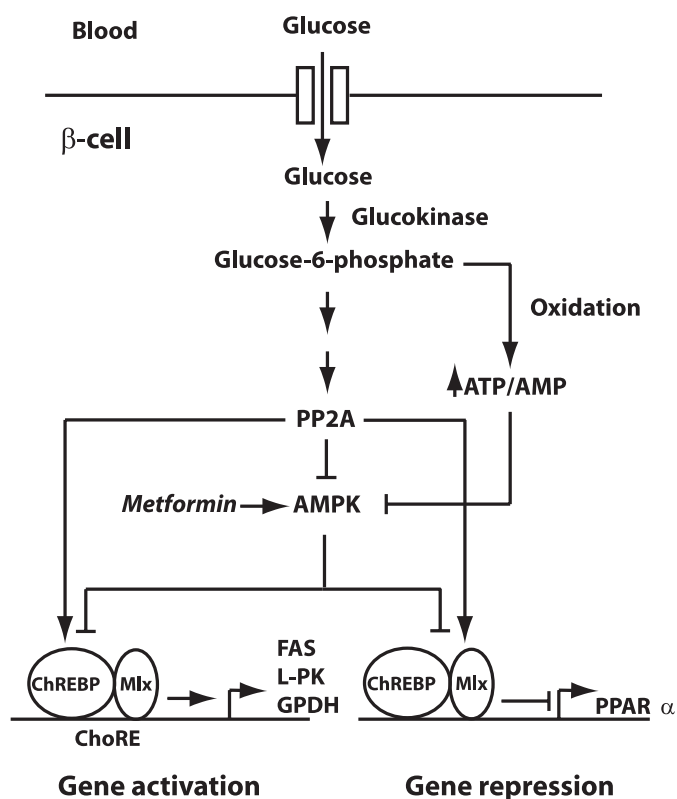 Blood
Glucose
β-cell
Glucose
Glucokinase
Glucose-6-phosphate
Oxidation
ATP/AMP
PP2A
Metformin
AMPK
FAS
L-PK
GPDH
ChREBP
Mlx
ChREBP
Mlx
PPAR α
ChoRE
Gene activation
Gene repression